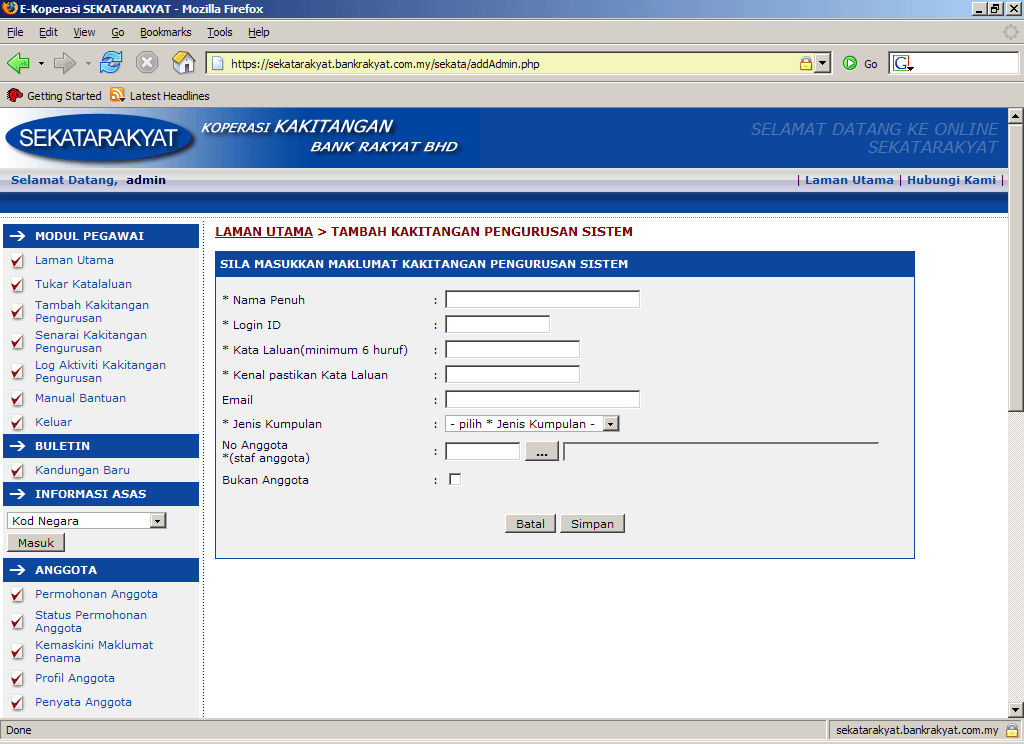 E-Koperasi SEKATARAKYAT - Mozilla Firefox
File Edit View Go Bookmarks Tools Help
https://sekatarakyat.bankrakyat.com.my/sekata/addAdmin.php Go G
Getting Started Latest Headlines
SEKATARAKYAT
KOPERASI KAKITANGAN
BANK RAKYAT BHD
SELAMAT DATANG KE ONLINE
SEKATARAKYAT
Selamat Datang, admin
| Laman Utama | Hubungi Kami |
MODUL PEGAWAI
Laman Utama
Tukar Katalaluan
Tambah Kakitangan
Pengurusan
Senarai Kakitangan
Pengurusan
Log Aktiviti Kakitangan
Pengurusan
Manual Bantuan
Keluar
BULETIN
Kandungan Baru
INFORMASI ASAS
Kod Negara
Masuk
ANGGOTA
Permohonan Anggota
Status Permohonan
Anggota
Kemaskini Maklumat
Penama
Profil Anggota
Penyata Anggota
LAMAN UTAMA > TAMBAH KAKITANGAN PENGURUSAN SISTEM
SILA MASUKKAN MAKLUMAT KAKITANGAN PENGURUSAN SISTEM
* Nama Penuh :
* Login ID :
* Kata Laluan(minimum 6 huruf) :
* Kenal pastikan Kata Laluan :
Email :
* Jenis Kumpulan : - pilih * Jenis Kumpulan -
No Anggota
*(staf anggota) : ...
Bukan Anggota :
Batal Simpan
Done
sekatarakyat.bankrakyat.com.my